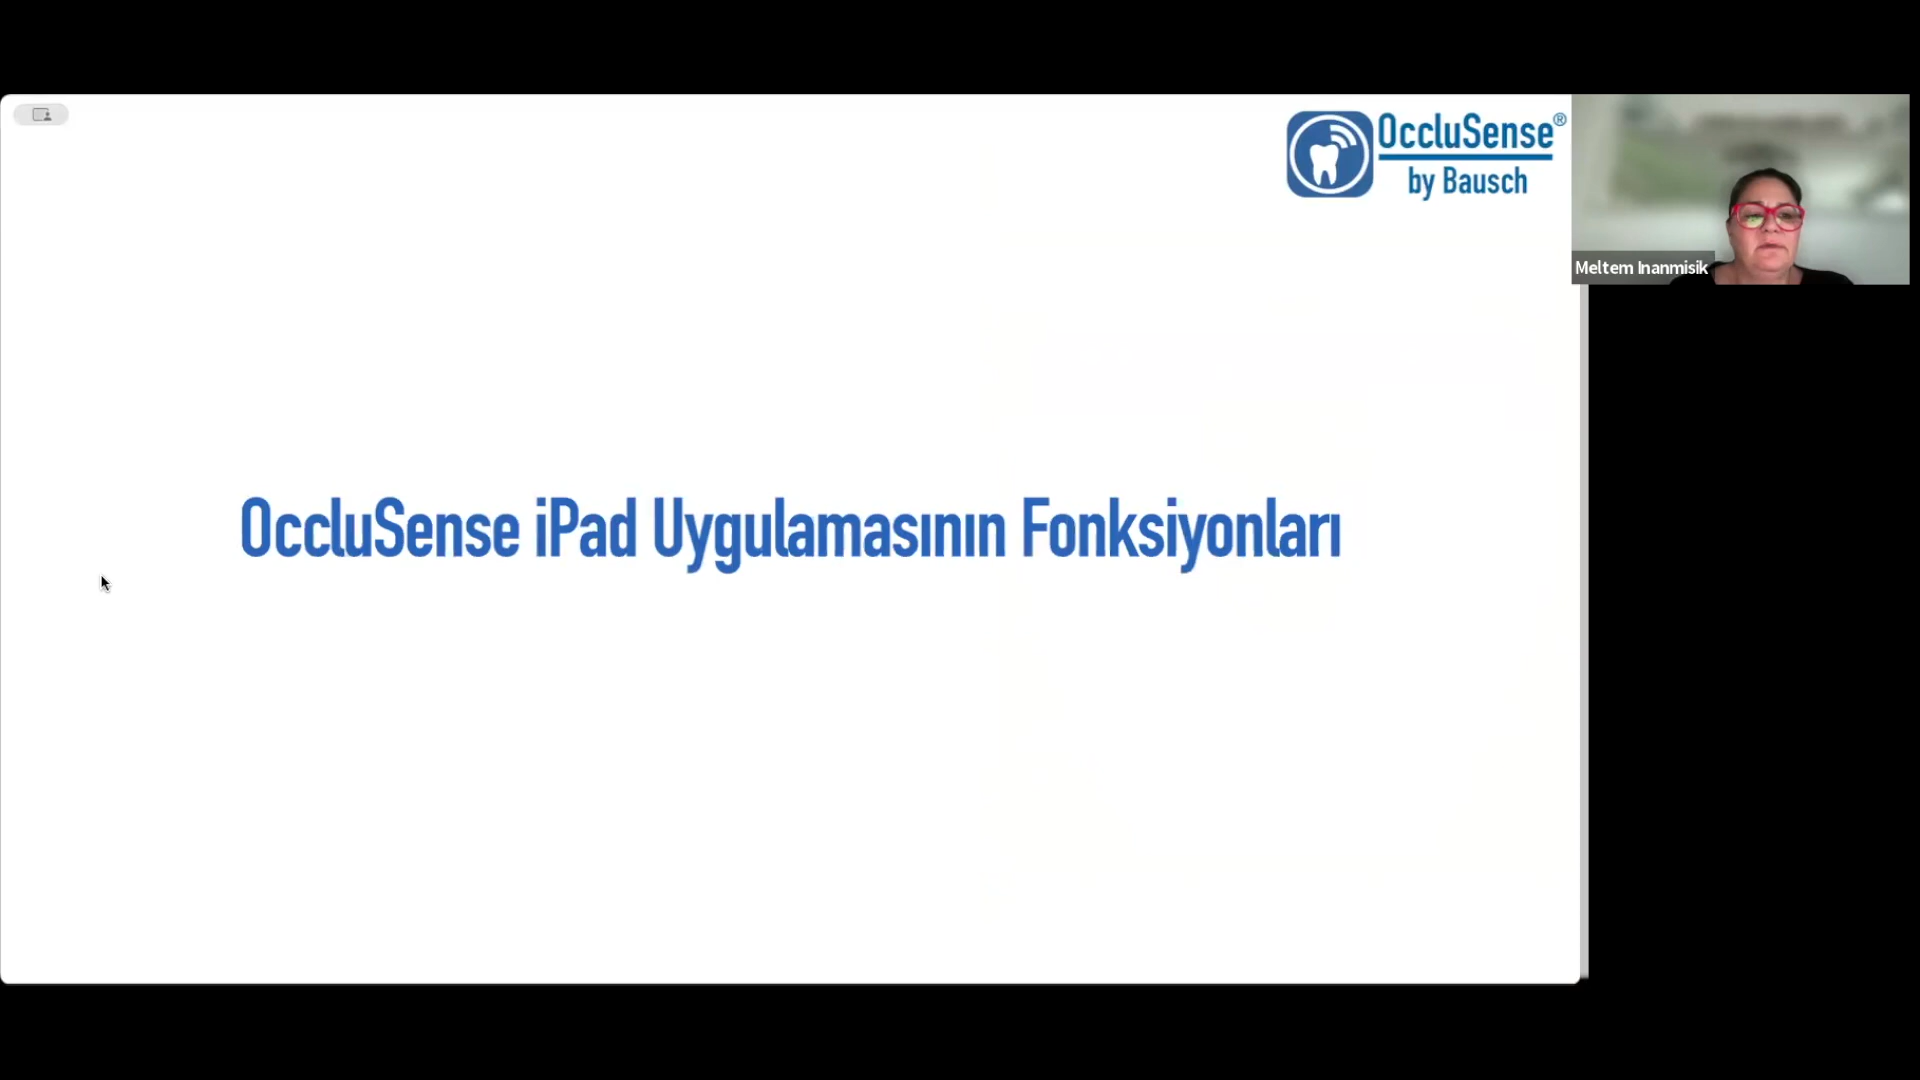 OccluSense®
by Bausch
Meltem Inanmisik
OccluSense iPad Uygulamasının Fonksiyonları